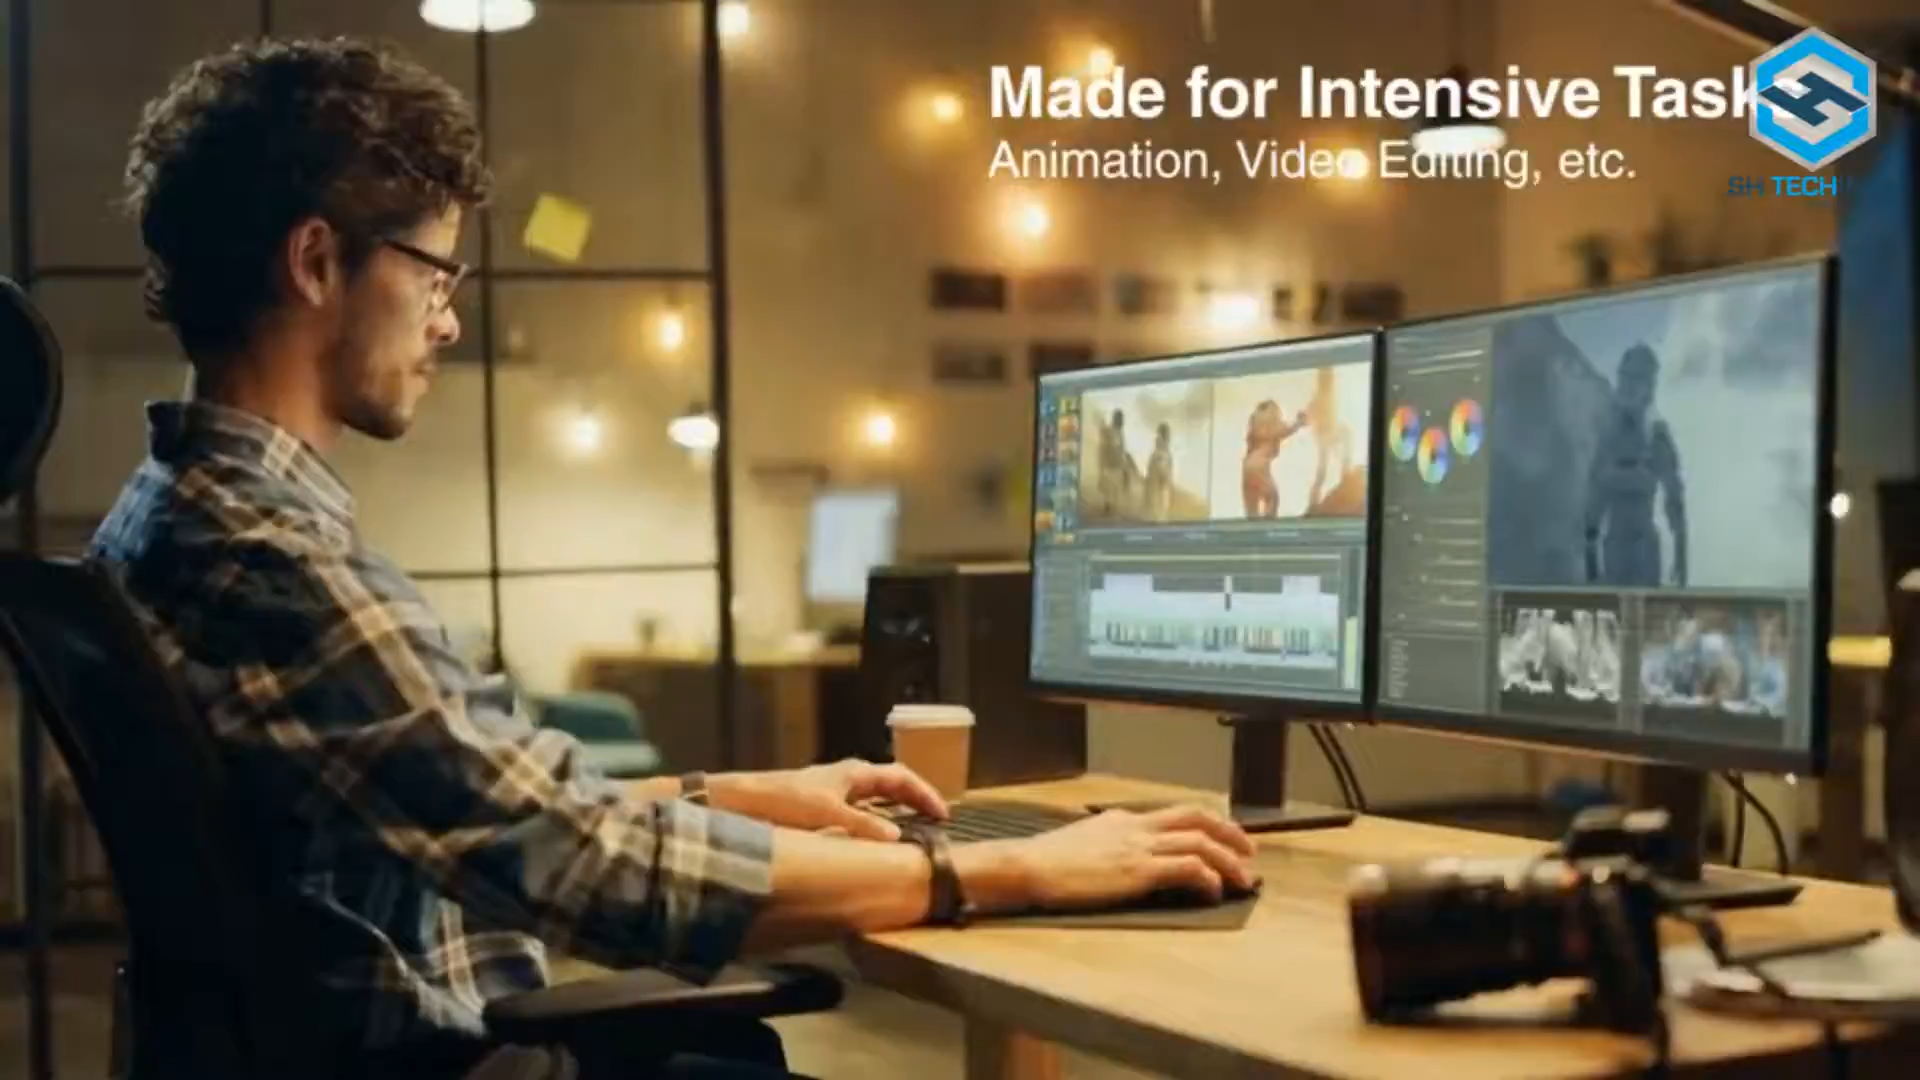 Made for Intensive Tasks
Animation, Video Editing, etc.
SH TECH